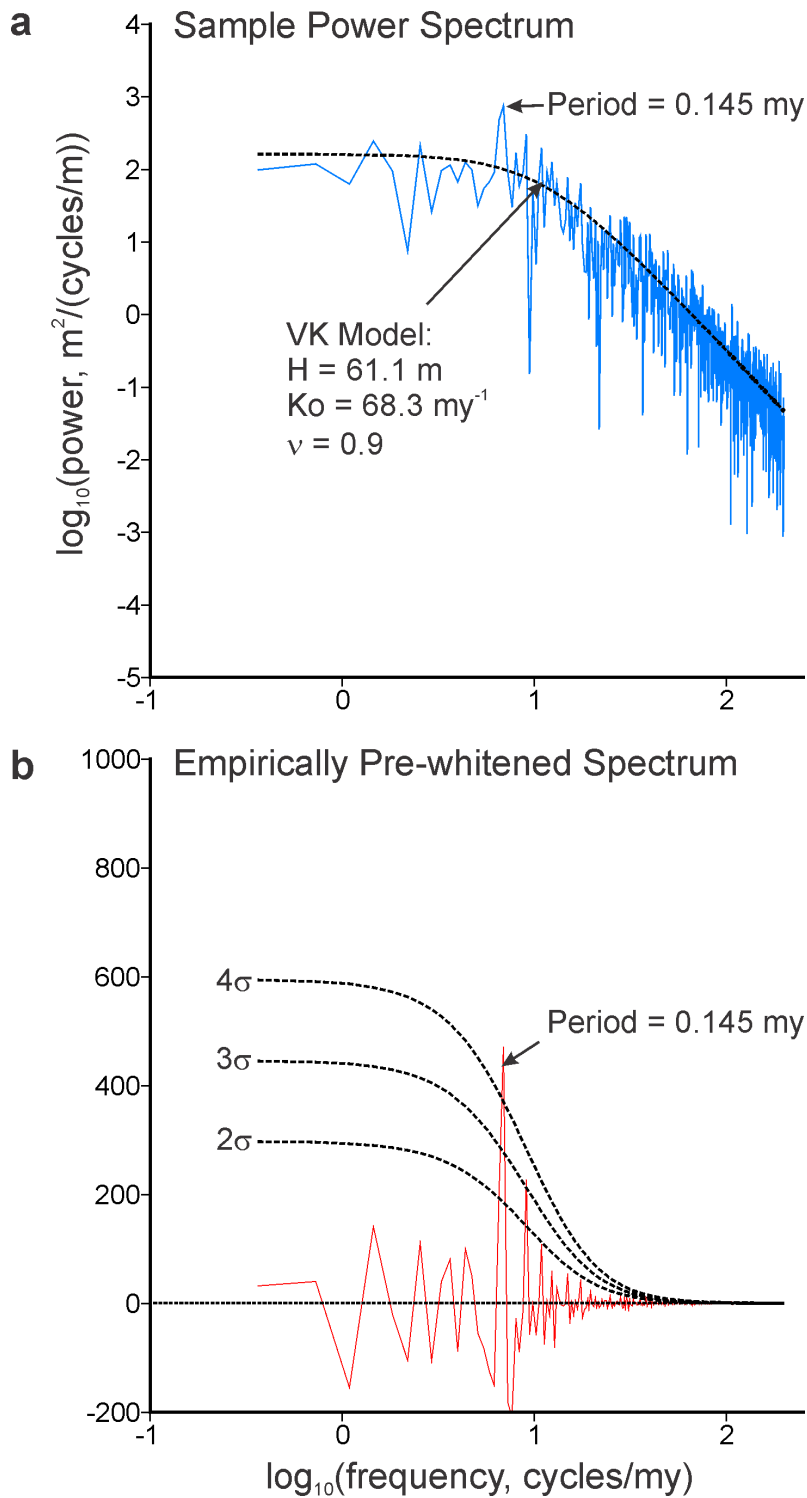 a Sample Power Spectrum
4
3
2
1
0
-1
-2
-3
-4
-5
log₁₀(power, m²/(cycles/m))
Period = 0.145 my
VK Model:
H = 61.1 m
Ko = 68.3 my⁻¹
ν = 0.9
-1 0 1 2
b Empirically Pre-whitened Spectrum
1000
800
600
400
200
0
-200
4σ
3σ
2σ
Period = 0.145 my
-1 0 1 2
log₁₀(frequency, cycles/my)